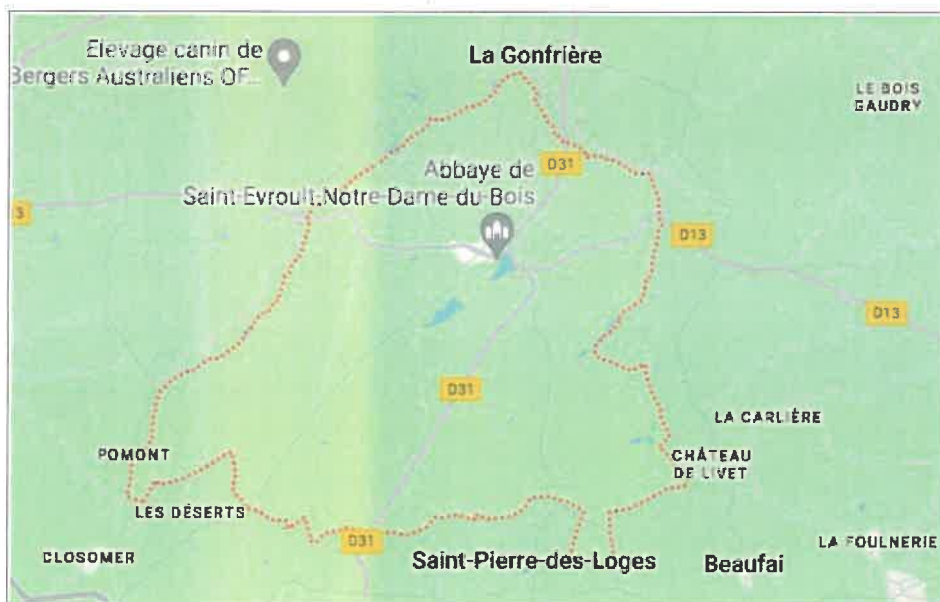 La Gonfrière
Elevage canin de
Bergers Australiens OF...
LE BOIS
GAUDRY
D31
Abbaye de
Saint-Evroult-Notre-Dame-du-Bois
3
D13
D13
D31
LA CARLIÈRE
POMONT
CHÂTEAU
DE LIVET
LES DÉSERTS
D31
LA FOULNERIE
CLOSOMER
Saint-Pierre-des-Loges
Beaufai